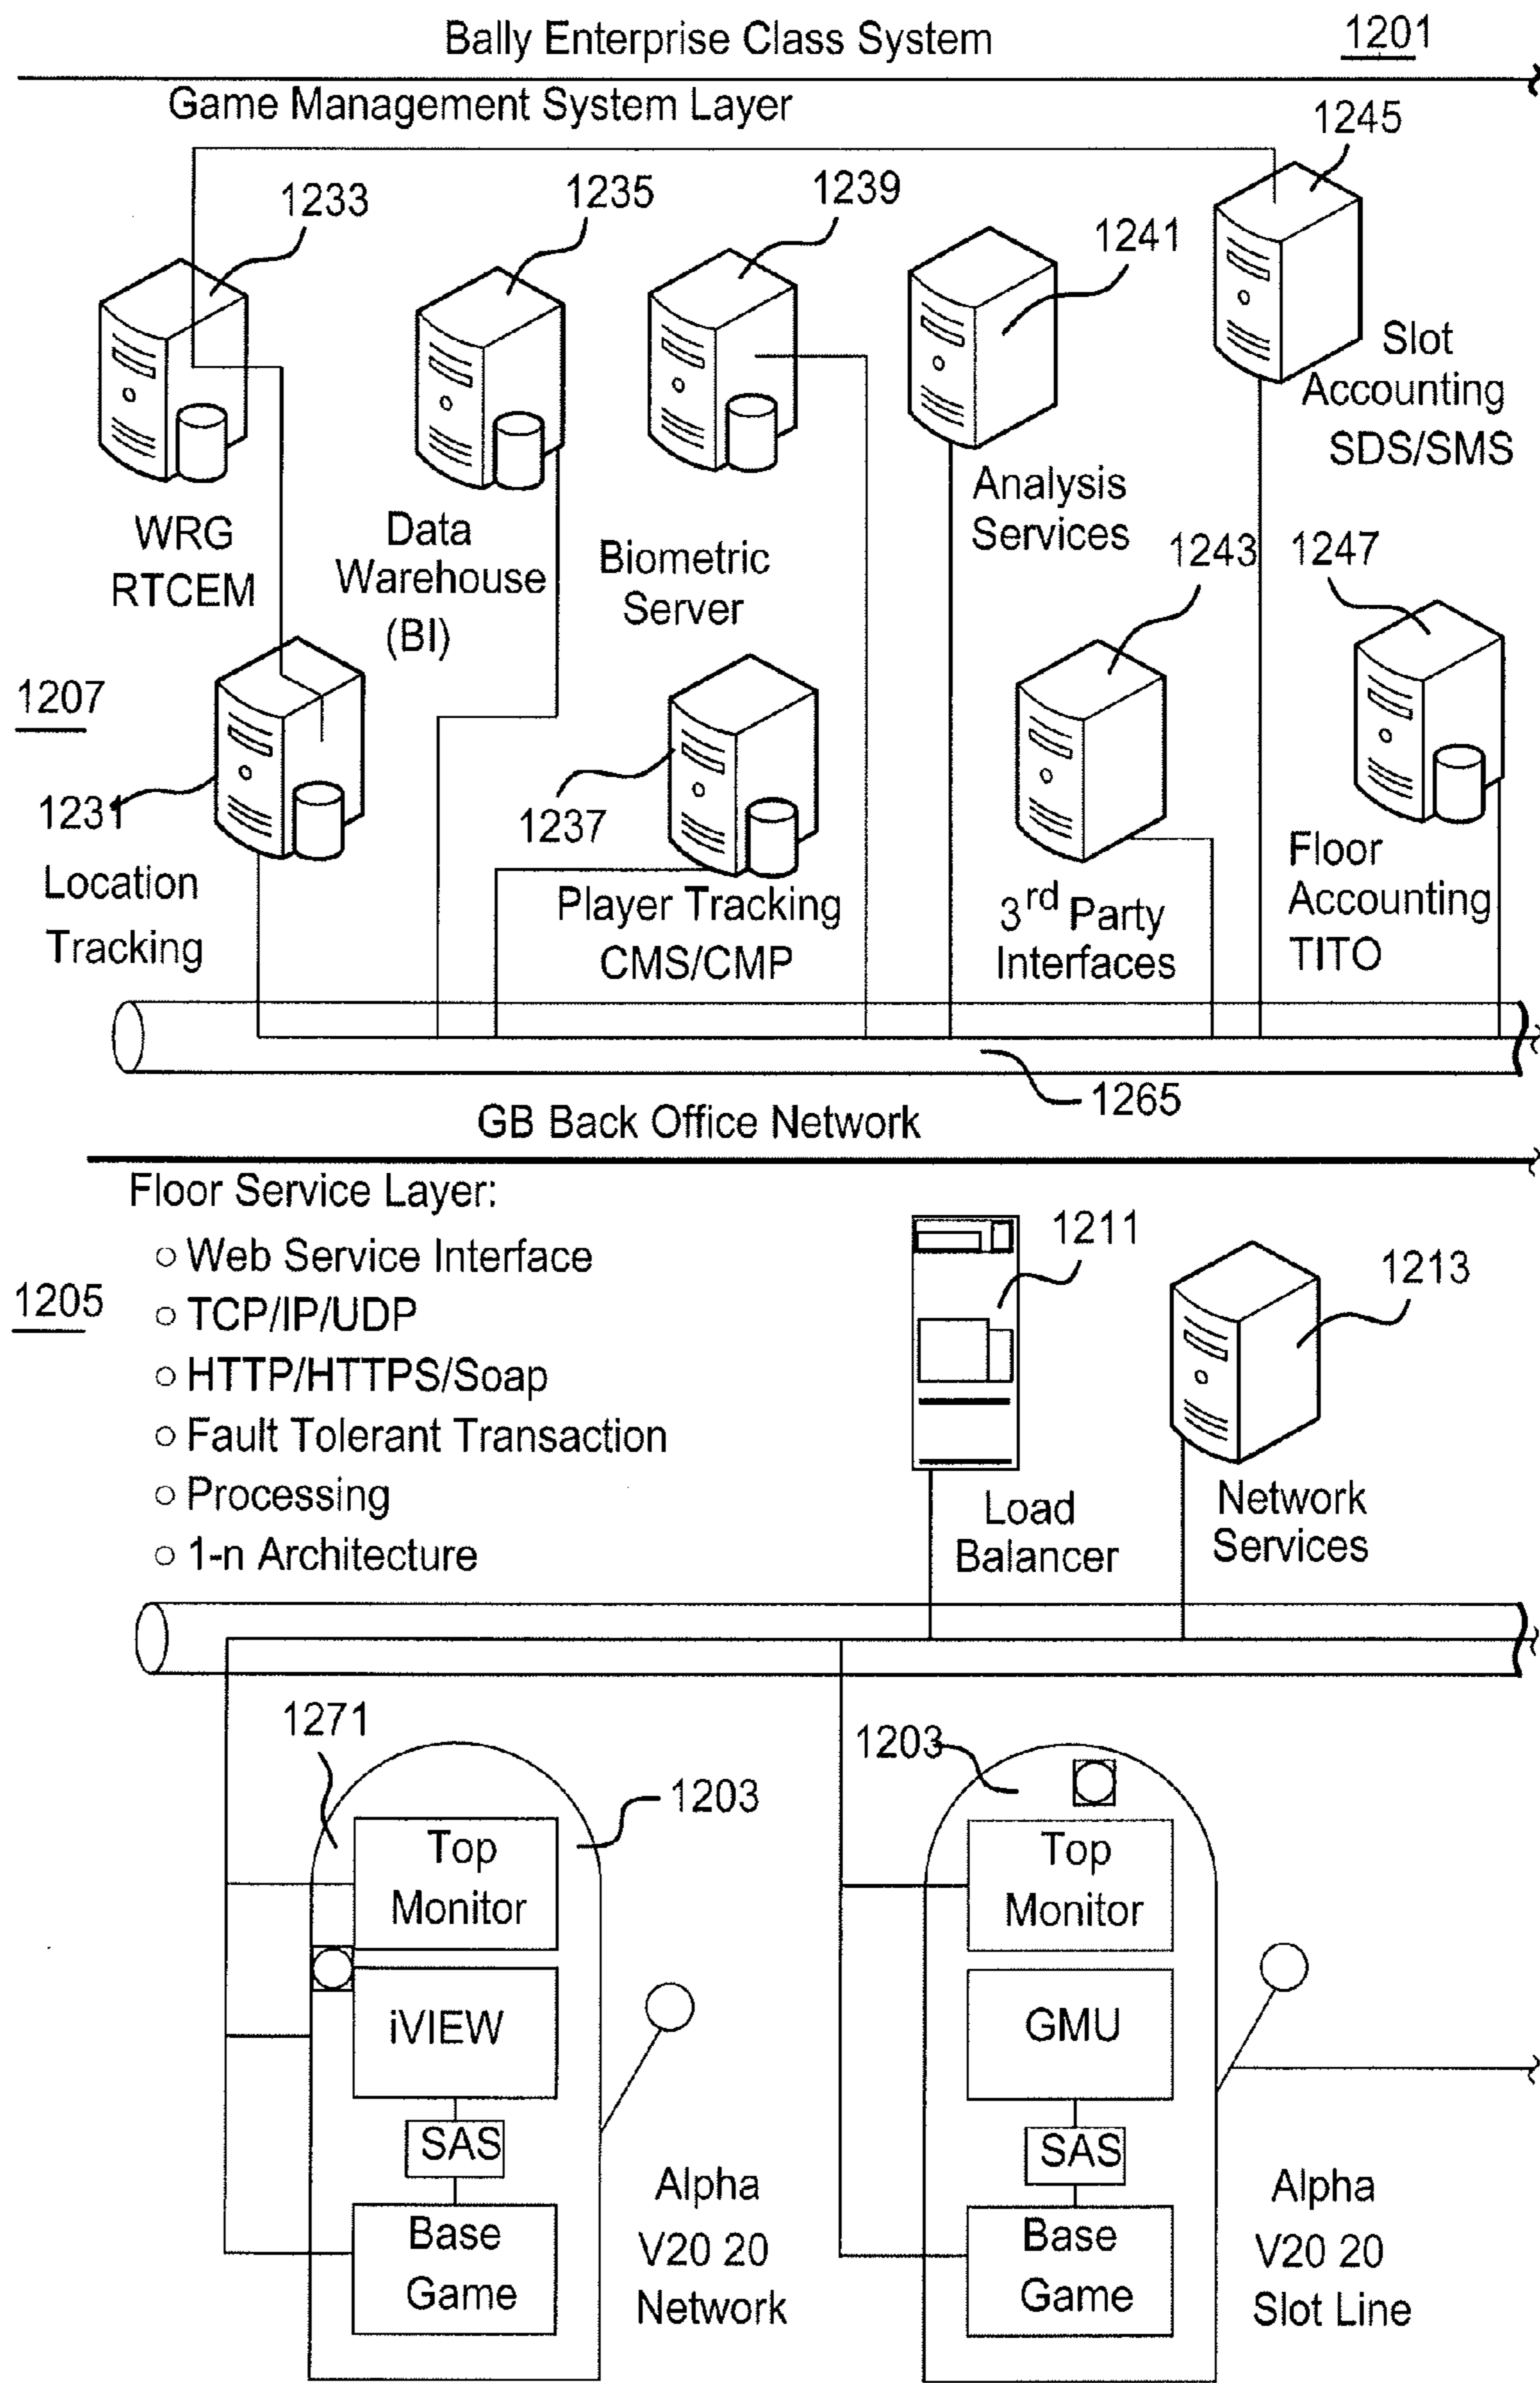 Bally Enterprise Class System
1201
Game Management System Layer
1245
1233
1235
1239
1241
Slot
Accounting
SDS/SMS
WRG
RTCEM
Data
Warehouse
(BI)
Biometric
Server
Analysis
Services
1243
1247
1207
1231
Location
Tracking
1237
Player Tracking
CMS/CMP
3rd Party
Interfaces
Floor
Accounting
TITO
1265
GB Back Office Network
Floor Service Layer:
○ Web Service Interface
○ TCP/IP/UDP
○ HTTP/HTTPS/Soap
○ Fault Tolerant Transaction
○ Processing
○ 1-n Architecture
1205
1211
1213
Load
Balancer
Network
Services
1271
1203
Top
Monitor
iVIEW
SAS
Base
Game
Alpha
V20 20
Network
1203
Top
Monitor
GMU
SAS
Base
Game
Alpha
V20 20
Slot Line